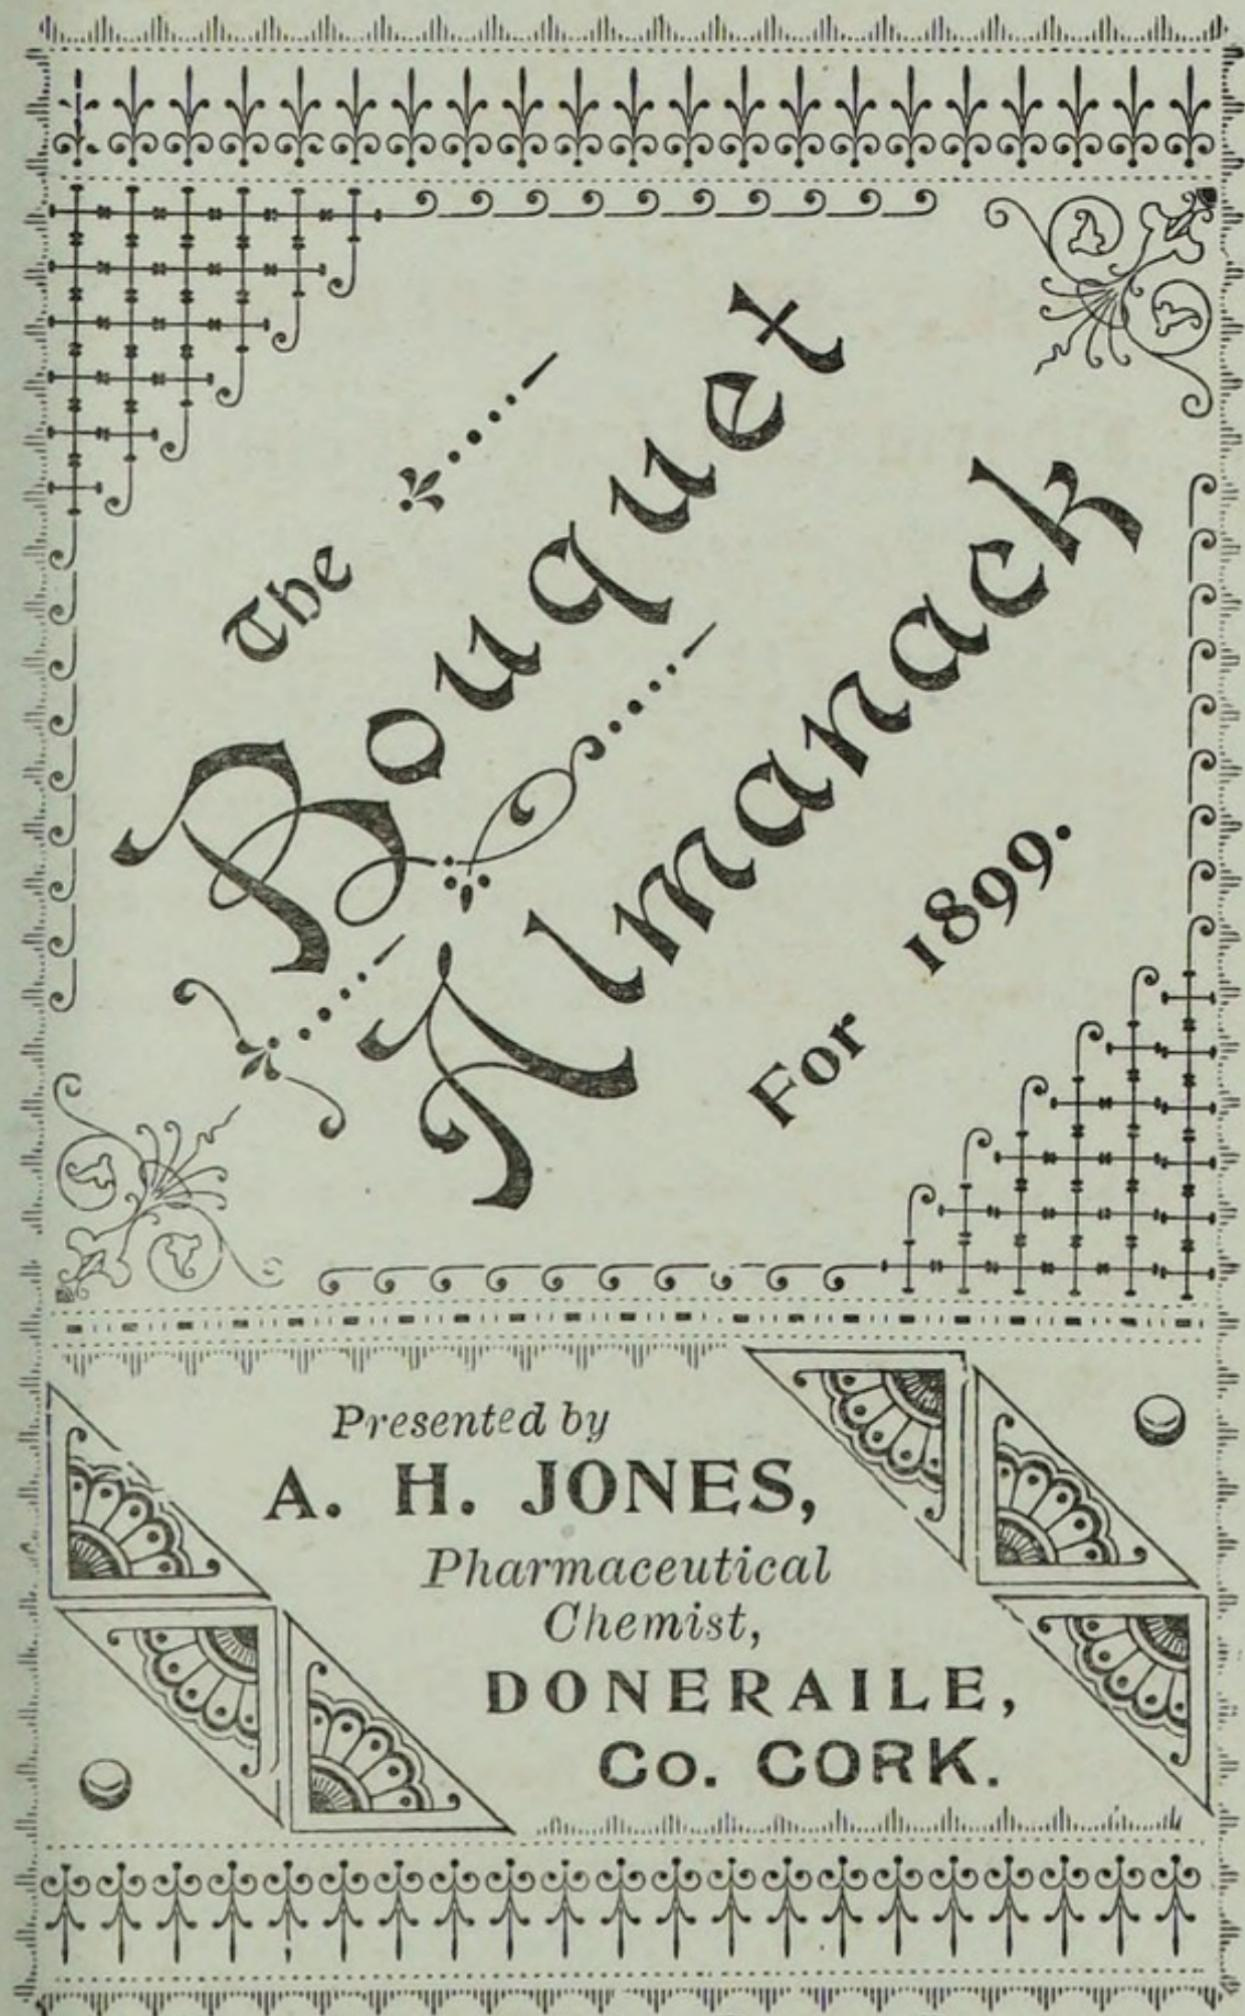 The
Bouquet
Almanack
For 1899.
Presented by
A. H. JONES,
Pharmaceutical
Chemist,
DONERAILE,
Co. CORK.